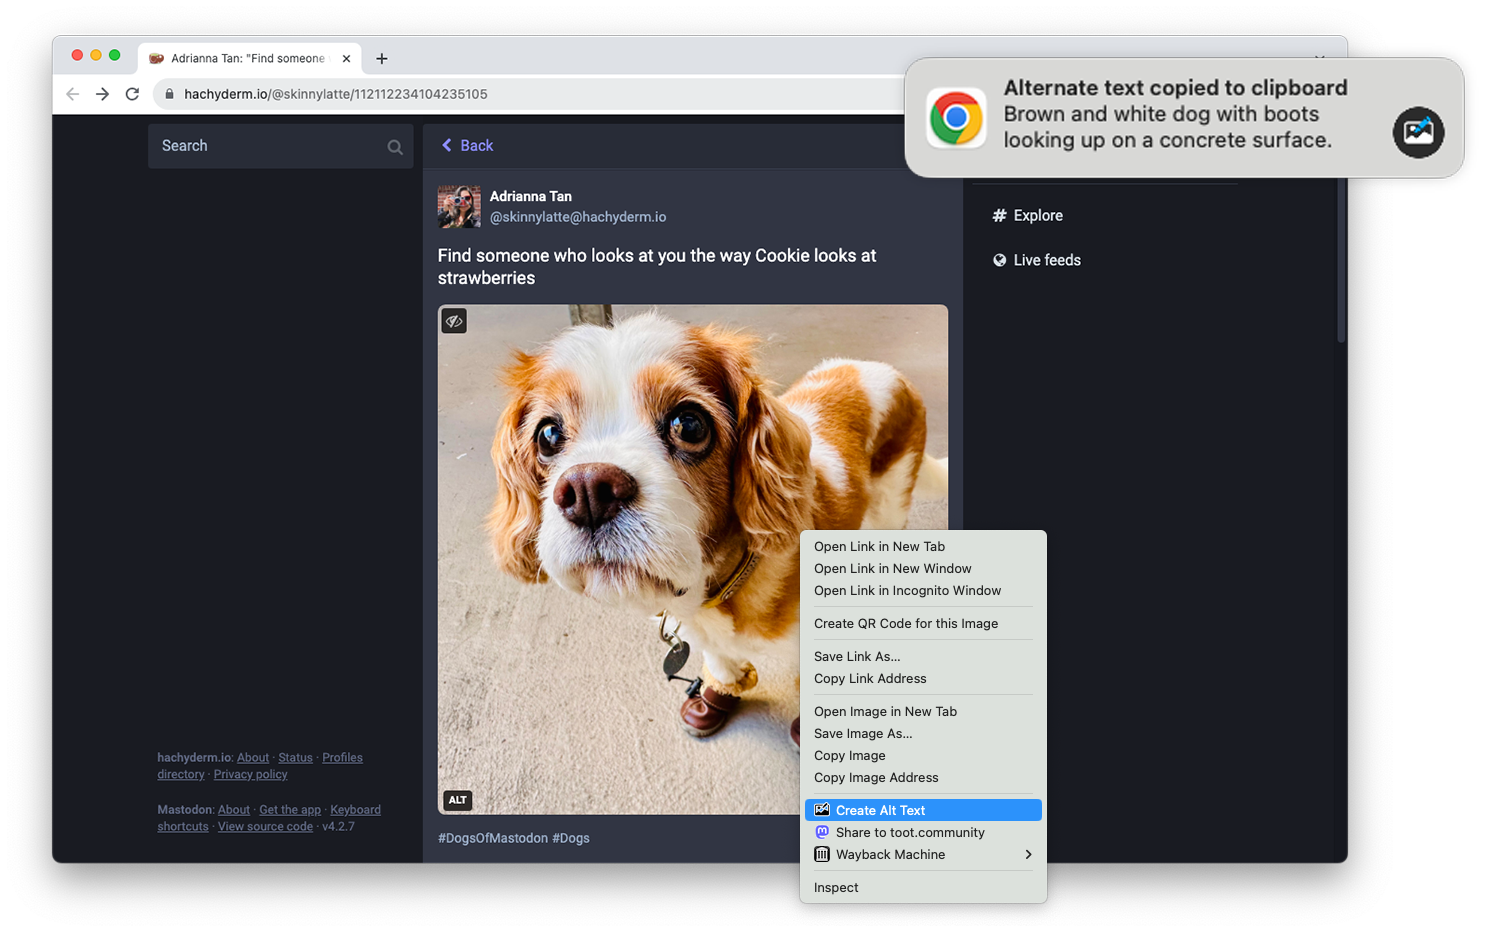 Adrianna Tan: "Find someone
hachyderm.io/@skinnylatte/112112234104235105
Alternate text copied to clipboard
Brown and white dog with boots
looking up on a concrete surface.
Search
Back
Adrianna Tan
@skinnylatte@hachyderm.io
Find someone who looks at you the way Cookie looks at
strawberries
# Explore
Live feeds
ALT
#DogsOfMastodon #Dogs
hachyderm.io: About · Status · Profiles
directory · Privacy policy
Mastodon: About · Get the app · Keyboard
shortcuts · View source code · v4.2.7
Open Link in New Tab
Open Link in New Window
Open Link in Incognito Window
Create QR Code for this Image
Save Link As...
Copy Link Address
Open Image in New Tab
Save Image As...
Copy Image
Copy Image Address
Create Alt Text
Share to toot.community
Wayback Machine
Inspect